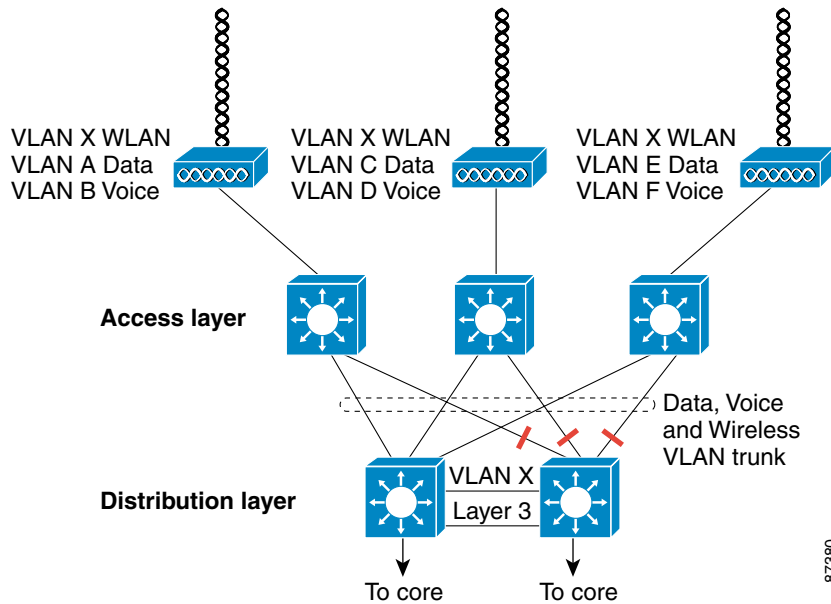 VLAN X WLAN
VLAN A Data
VLAN B Voice
VLAN X WLAN
VLAN C Data
VLAN D Voice
VLAN X WLAN
VLAN E Data
VLAN F Voice
Access layer
Data, Voice
and Wireless
VLAN trunk
Distribution layer
VLAN X
Layer 3
To core
To core
87380